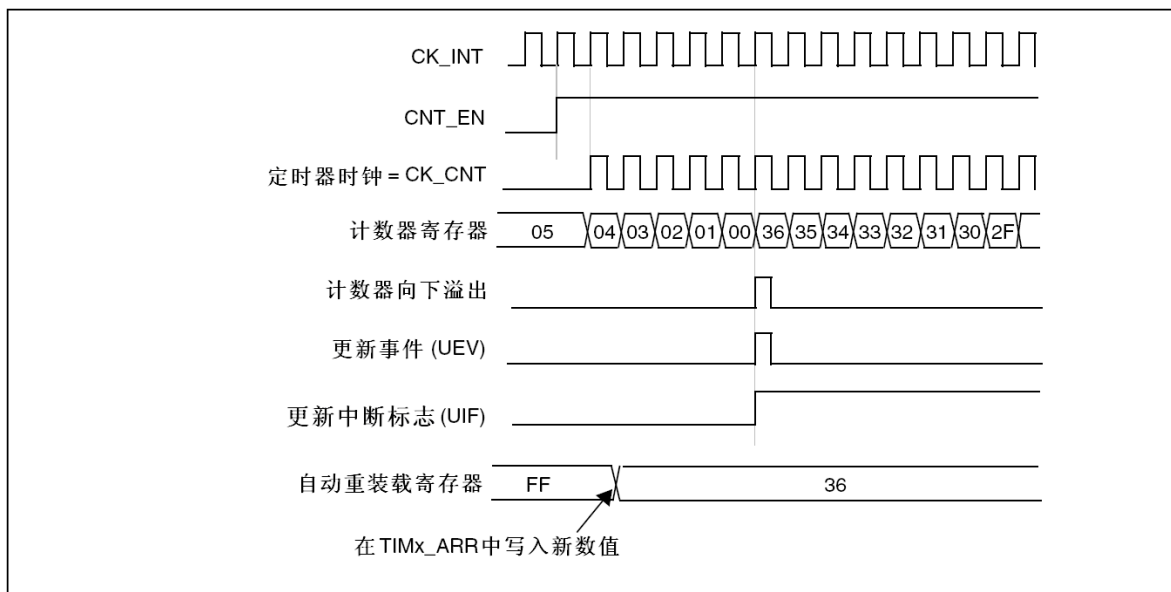 CK_INT
CNT_EN
定时器时钟 = CK_CNT
计数器寄存器 05 04 03 02 01 00 36 35 34 33 32 31 30 2F
计数器向下溢出
更新事件 (UEV)
更新中断标志 (UIF)
自动重装载寄存器 FF 36
在TIMx_ARR中写入新数值